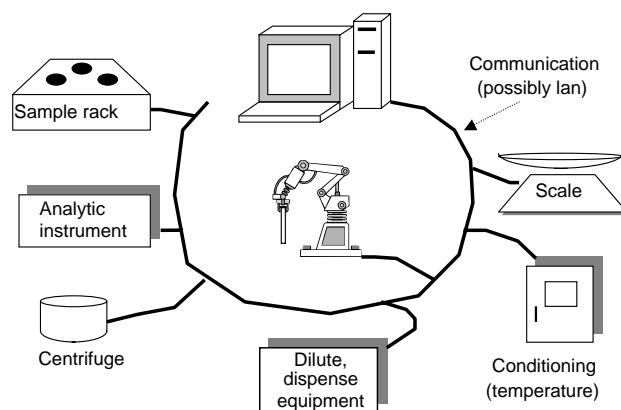 Communication
(possibly lan)
Sample rack
Scale
Analytic
instrument
Centrifuge
Dilute,
dispense
equipment
Conditioning
(temperature)